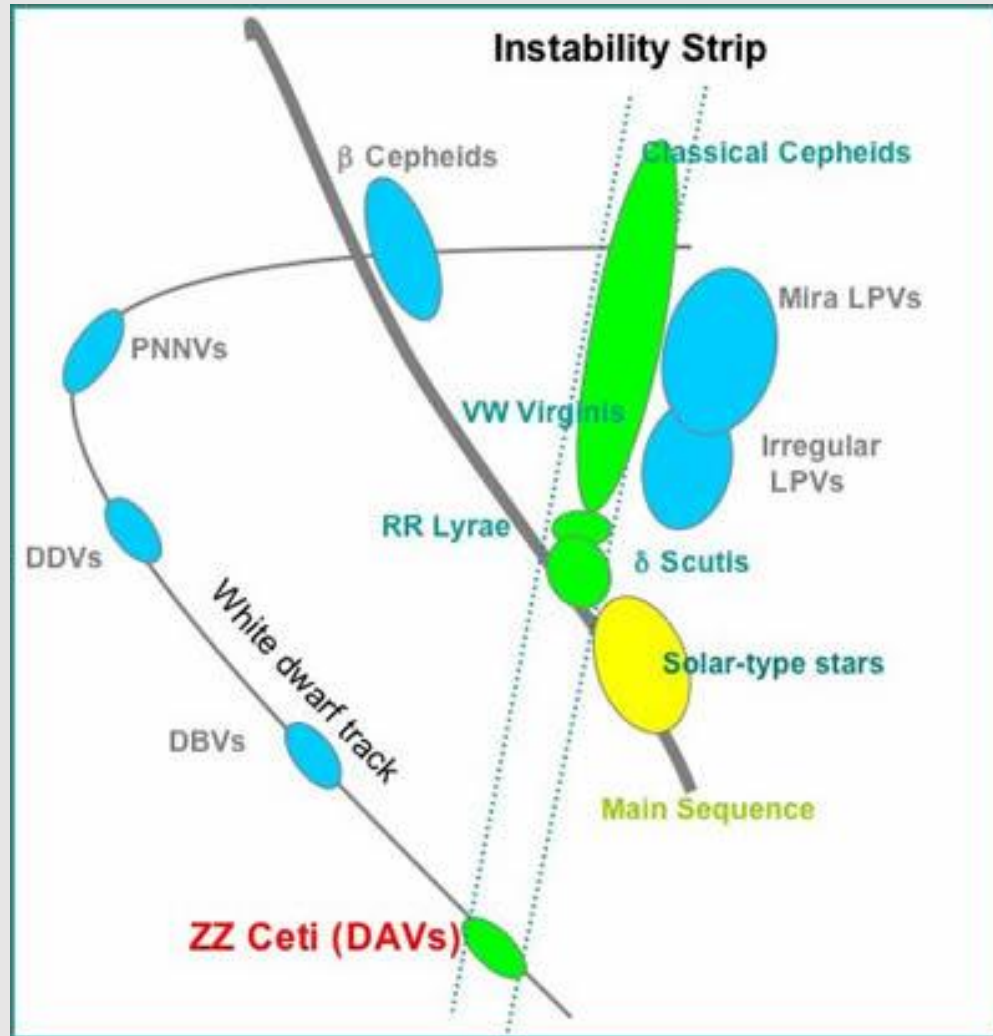 Instability Strip
β Cepheids
Classical Cepheids
Mira LPVs
PNNVs
VW Virginis
Irregular
LPVs
RR Lyrae
δ Scutis
DDVs
White dwarf track
Solar-type stars
DBVs
Main Sequence
ZZ Ceti (DAVs)